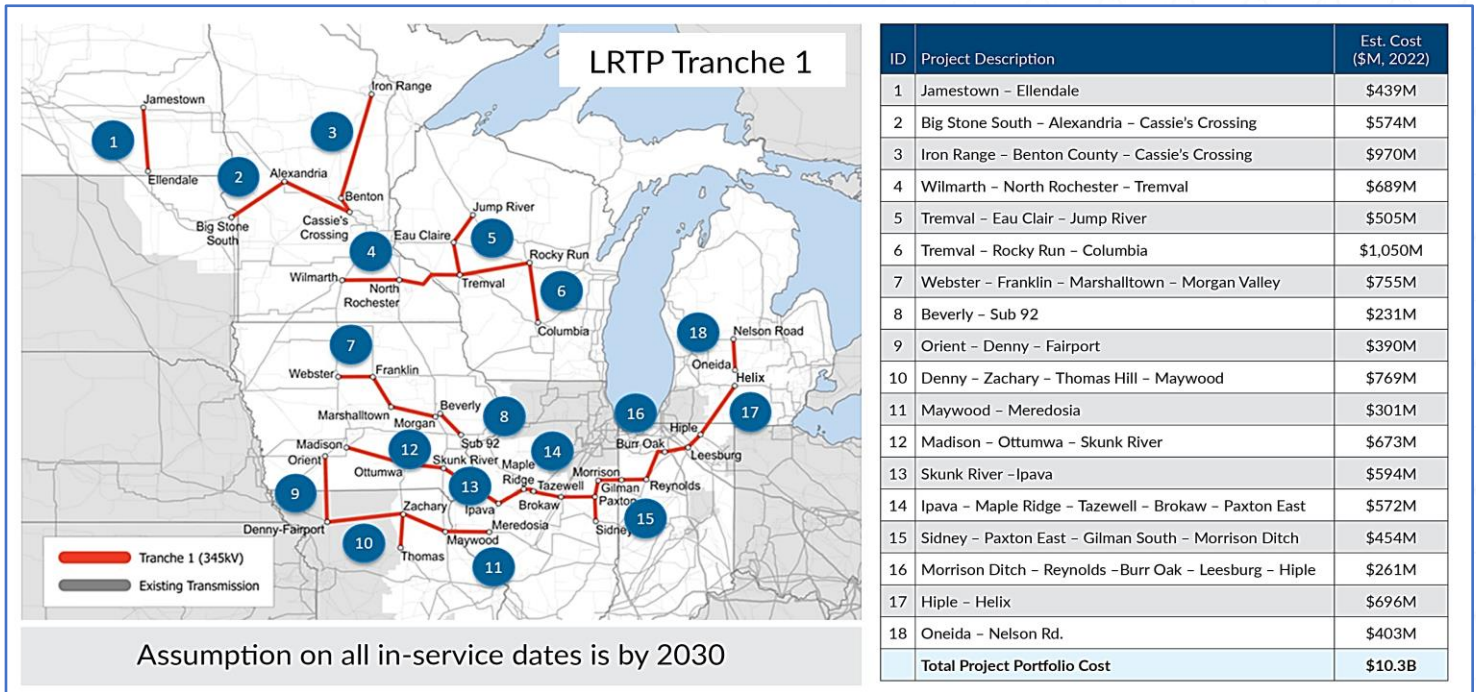 LRTP Tranche 1
Iron Range
Jamestown
3
1
Ellendale
2
Alexandria
Benton
Big Stone
South
Cassie's
Crossing
Jump River
4
Eau Claire
5
Rocky Run
Wilmarth
North
Rochester
Tremval
6
Columbia
18
Nelson Road
7
Oneida
Helix
Webster
Franklin
Marshalltown
Morgan
Beverly
8
16
17
Sub 92
Hiple
Burr Oak
Leesburg
Madison
12
14
Orient
Ottumwa
Skunk River
Maple
Ridge
Morrison
9
13
Tazewell
Gilman
Reynolds
Zachary
Ipava
Brokaw
Paxton
Denny-Fairport
Meredosia
Sidney
15
10
Maywood
Thomas
11
Tranche 1 (345kV)
Existing Transmission
Assumption on all in-service dates is by 2030
ID Project Description Est. Cost ($M, 2022)
1 Jamestown – Ellendale $439M
2 Big Stone South – Alexandria – Cassie's Crossing $574M
3 Iron Range – Benton County – Cassie's Crossing $970M
4 Wilmarth – North Rochester – Tremval $689M
5 Tremval – Eau Clair – Jump River $505M
6 Tremval – Rocky Run – Columbia $1,050M
7 Webster – Franklin – Marshalltown – Morgan Valley $755M
8 Beverly – Sub 92 $231M
9 Orient – Denny – Fairport $390M
10 Denny – Zachary – Thomas Hill – Maywood $769M
11 Maywood – Meredosia $301M
12 Madison – Ottumwa – Skunk River $673M
13 Skunk River –Ipava $594M
14 Ipava – Maple Ridge – Tazewell – Brokaw – Paxton East $572M
15 Sidney – Paxton East – Gilman South – Morrison Ditch $454M
16 Morrison Ditch – Reynolds –Burr Oak – Leesburg – Hiple $261M
17 Hiple – Helix $696M
18 Oneida – Nelson Rd. $403M
Total Project Portfolio Cost $10.3B